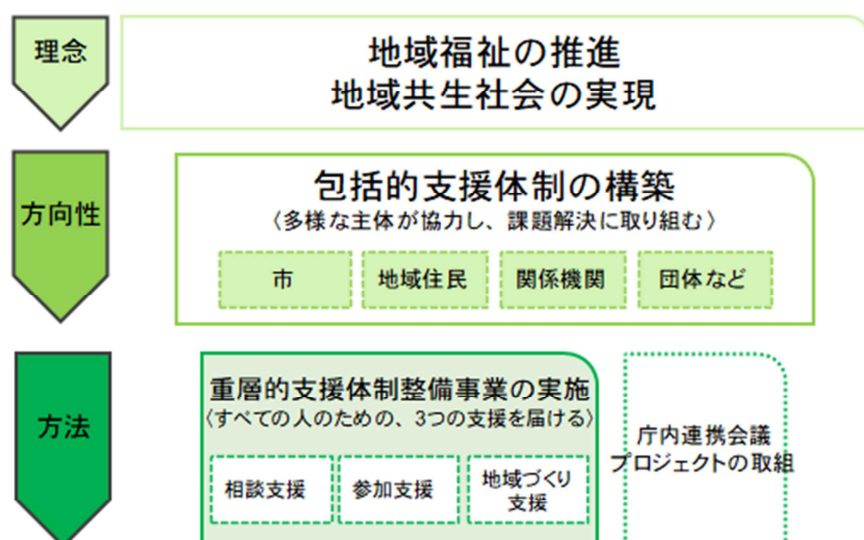 理念
地域福祉の推進
地域共生社会の実現
方向性
包括的支援体制の構築
〈多様な主体が協力し、課題解決に取り組む〉
市
地域住民
関係機関
団体など
方法
重層的支援体制整備事業の実施
〈すべての人のための、3つの支援を届ける〉
相談支援
参加支援
地域づくり
支援
庁内連携会議
プロジェクトの取組